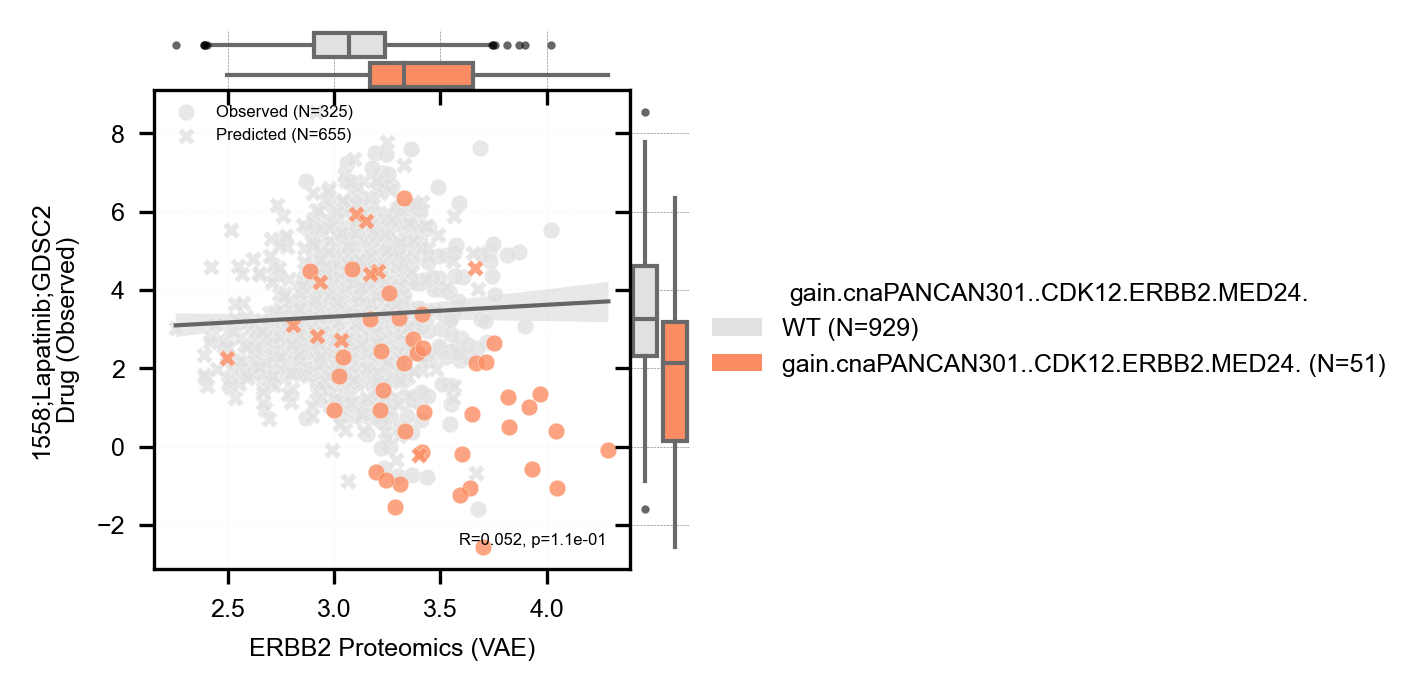 Observed (N=325)
Predicted (N=655)
8
6
4
2
0
−2
1558;Lapatinib;GDSC2
Drug (Observed)
R=0.052, p=1.1e-01
2.5 3.0 3.5 4.0
ERBB2 Proteomics (VAE)
gain.cnaPANCAN301..CDK12.ERBB2.MED24.
WT (N=929)
gain.cnaPANCAN301..CDK12.ERBB2.MED24. (N=51)